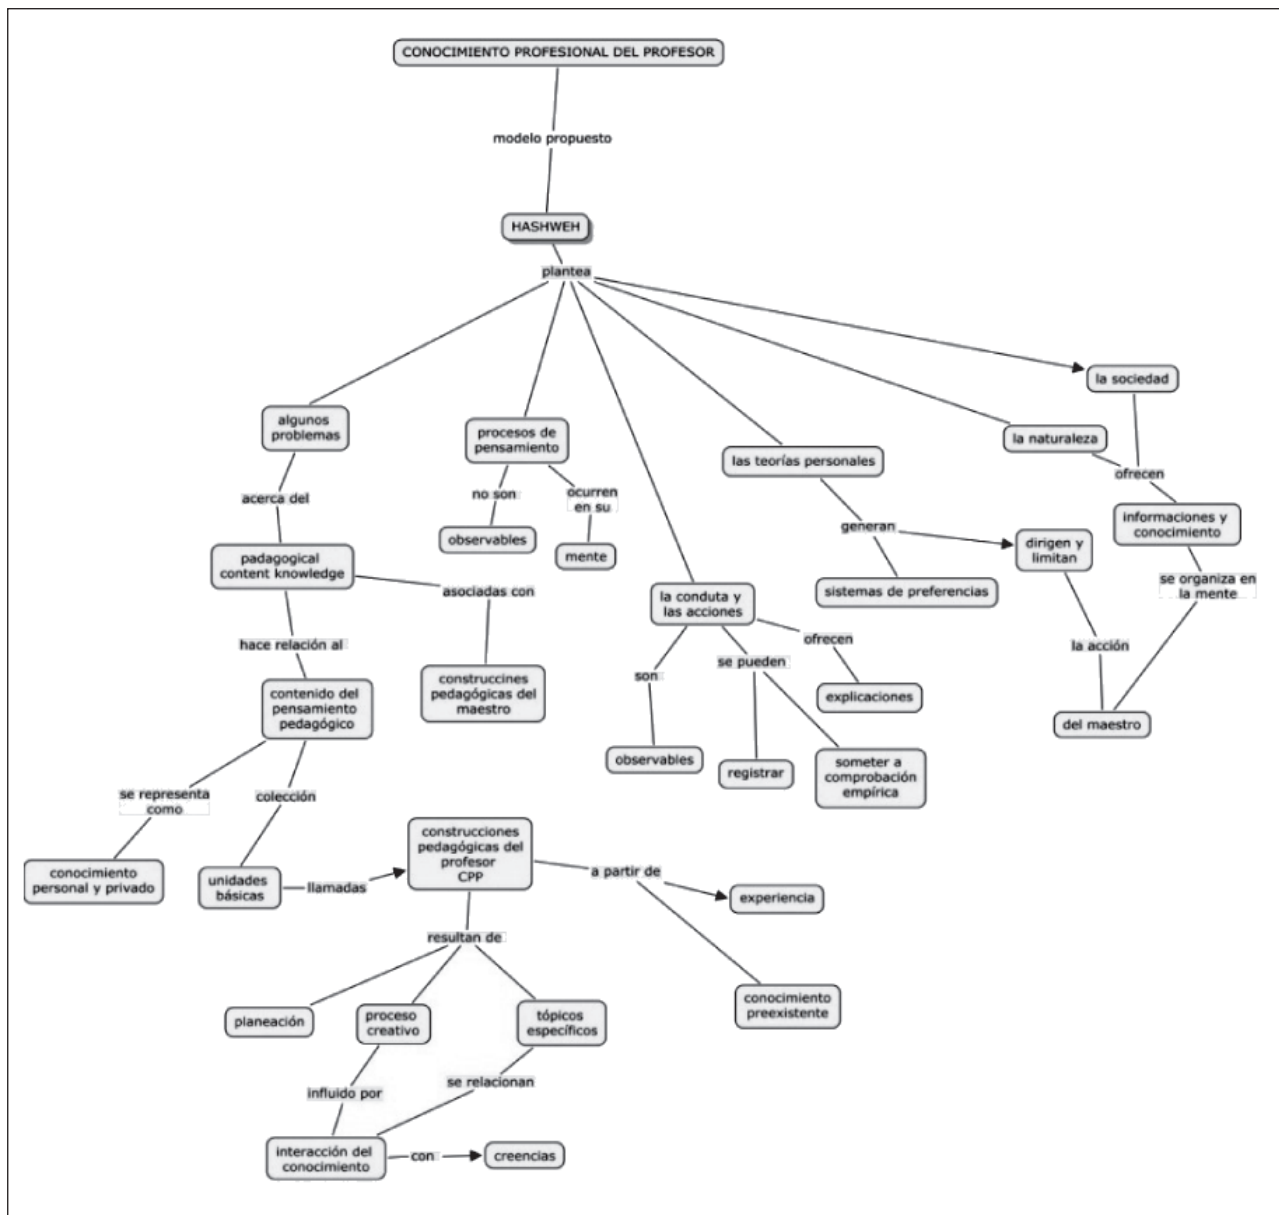 CONOCIMIENTO PROFESIONAL DEL PROFESOR
modelo propuesto
HASHWEH
plantea
algunos
problemas
acerca del
padagogical
content knowledge
asociadas con
construccines
pedagógicas del
maestro
hace relación al
contenido del
pensamiento
pedagógico
se representa
como
conocimiento
personal y privado
colección
unidades
básicas
llamadas
construcciones
pedagógicas del
profesor
CPP
a partir de
experiencia
conocimiento
preexistente
resultan de
planeación
proceso
creativo
tópicos
específicos
influido por
se relacionan
interacción del
conocimiento
con
creencias
procesos de
pensamiento
no son
observables
ocurren
en su
mente
la conduta y
las acciones
son
observables
se pueden
registrar
someter a
comprobación
empírica
ofrecen
explicaciones
las teorías personales
generan
sistemas de preferencias
dirigen y
limitan
la acción
del maestro
la naturaleza
la sociedad
ofrecen
informaciones y
conocimiento
se organiza en
la mente